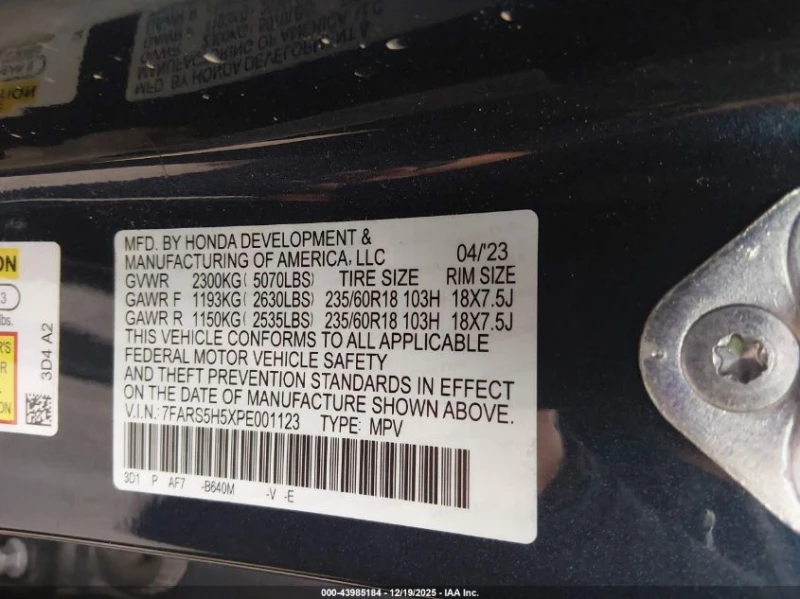 MFD. BY HONDA DEVELOPMENT &
MANUFACTURING OF AMERICA, LLC 04/'23
GVWR 2300KG( 5070LBS) TIRE SIZE RIM SIZE
GAWR F 1193KG( 2630LBS) 235/60R18 103H 18X7.5J
GAWR R 1150KG( 2535LBS) 235/60R18 103H 18X7.5J
THIS VEHICLE CONFORMS TO ALL APPLICABLE
FEDERAL MOTOR VEHICLE SAFETY
AND THEFT PREVENTION STANDARDS IN EFFECT
ON THE DATE OF MANUFACTURE SHOWN ABOVE.
V.I.N.: 7FARS5H5XPE001123 TYPE: MPV
3D1 P AF7 -B640M -V -E
3D4 A2
000-43985184 - 12/19/2025 - IAA Inc.